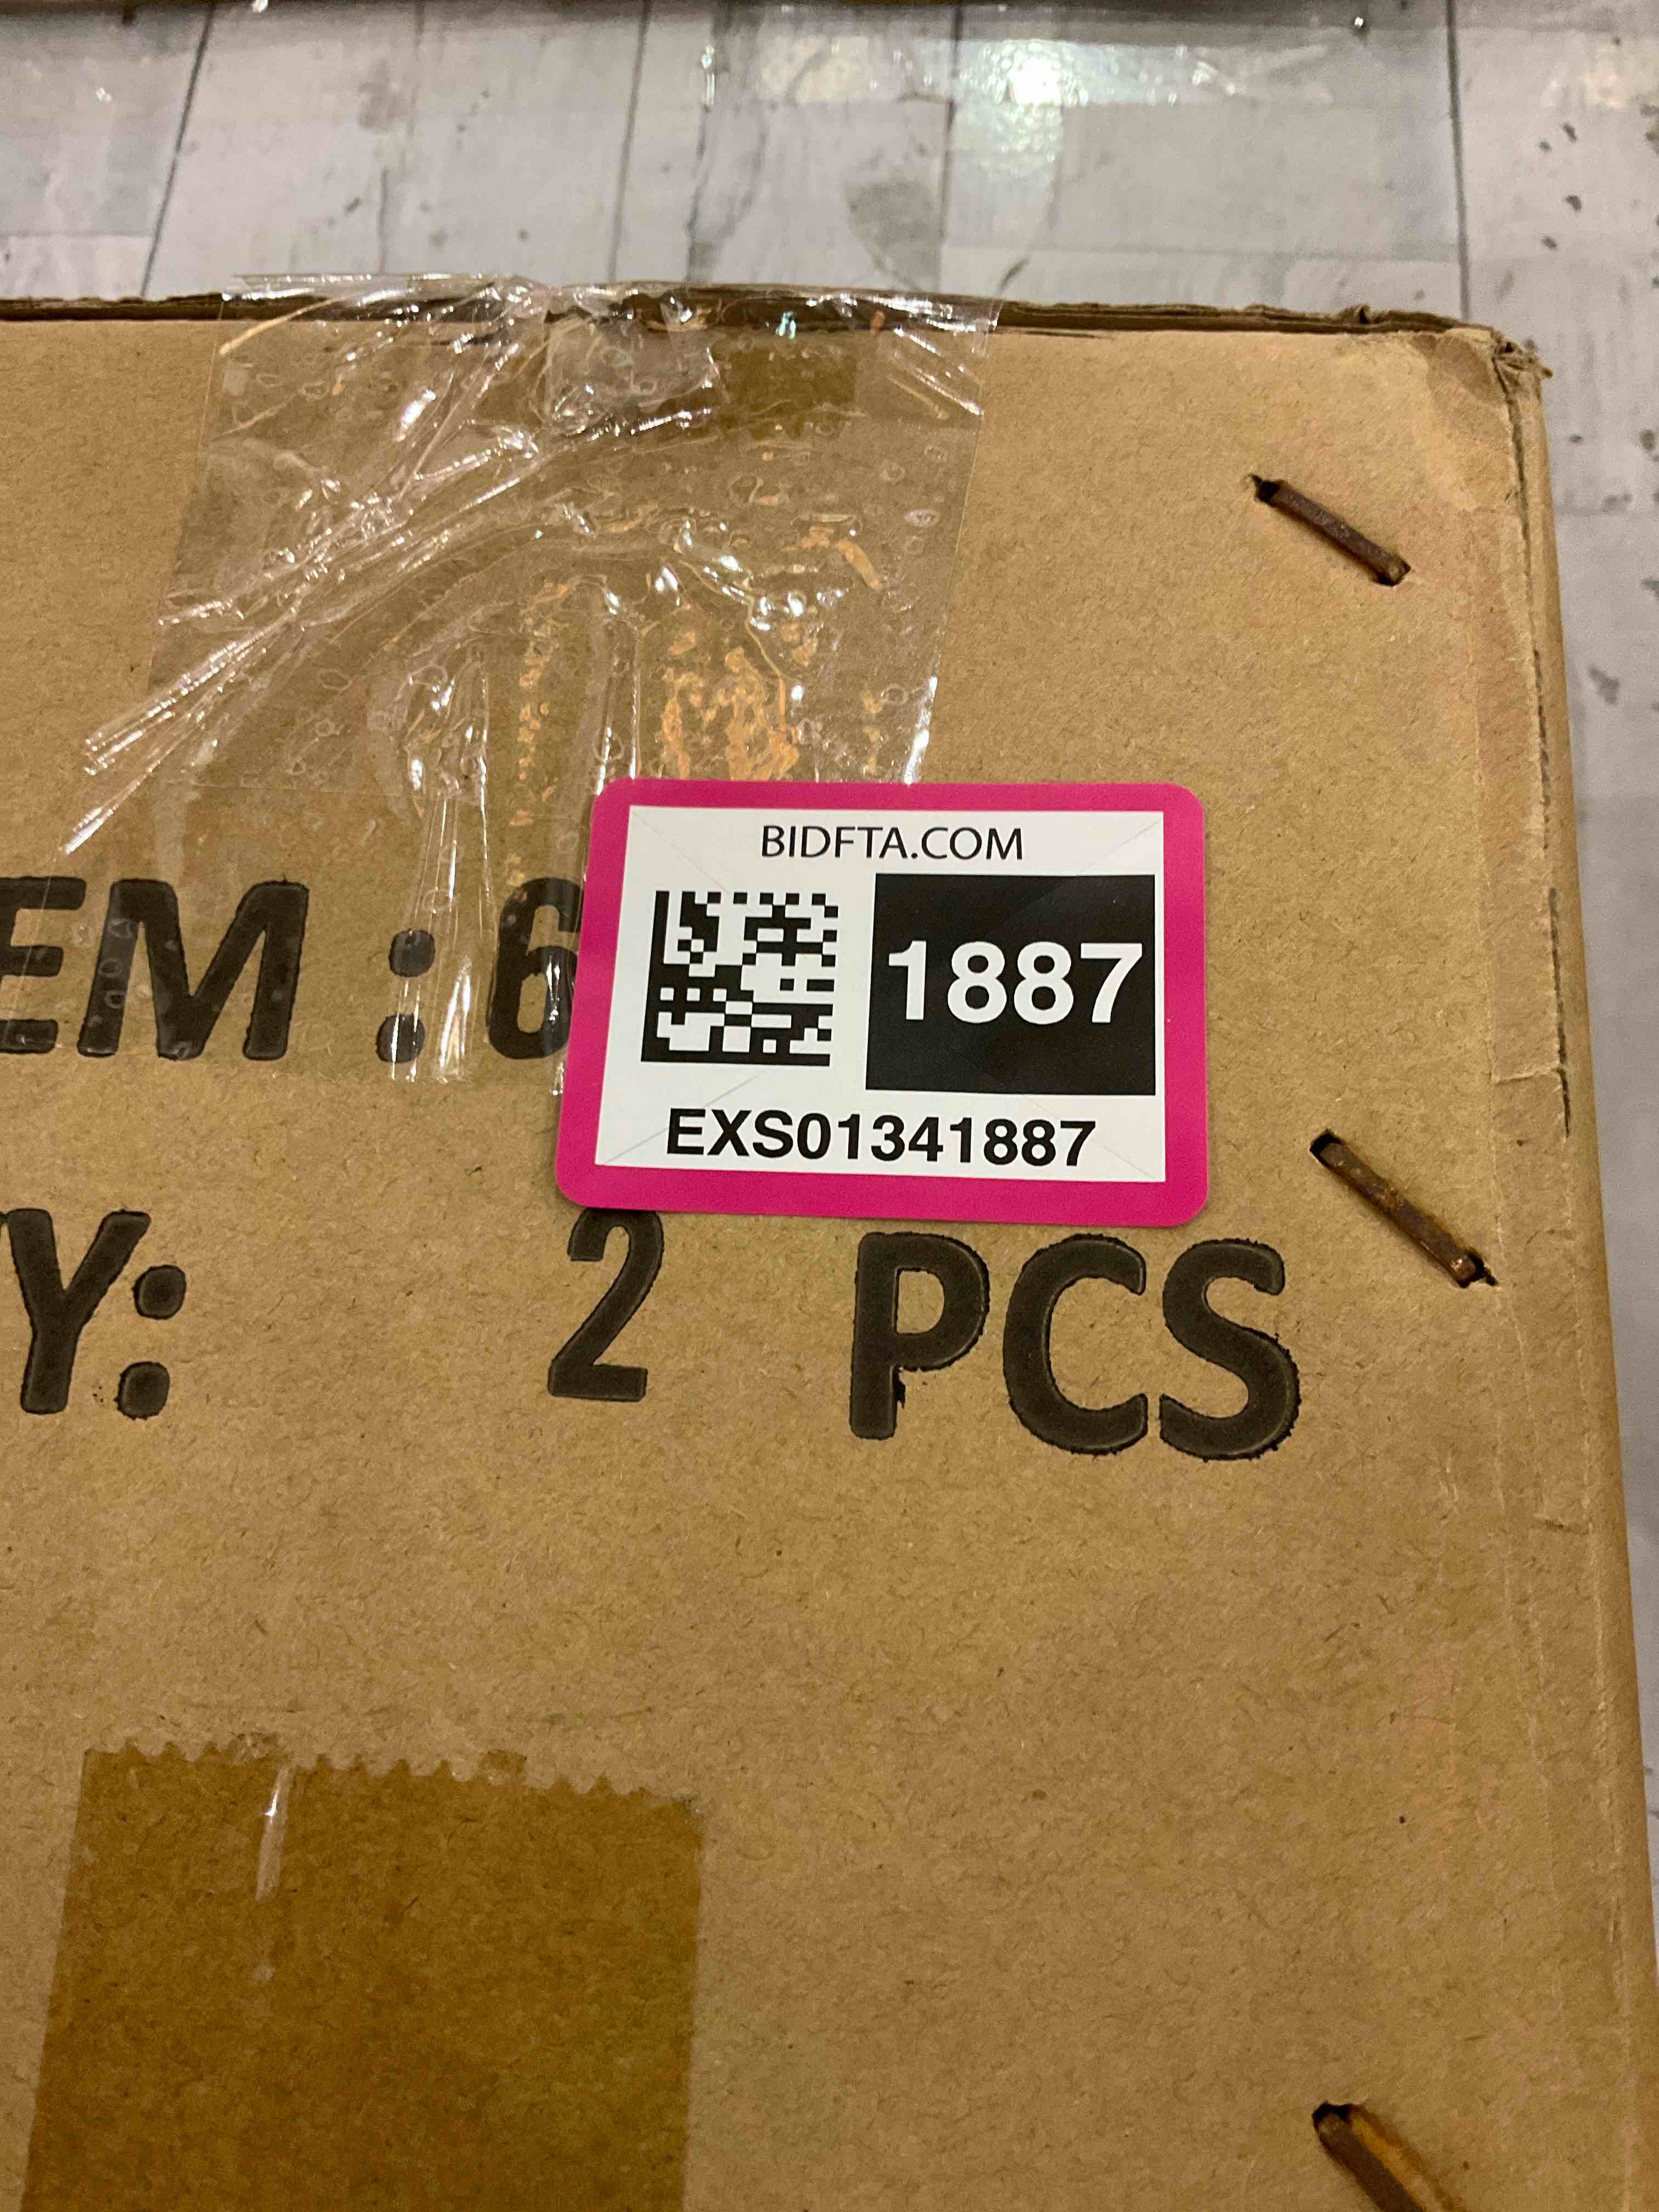 BIDFTA.COM
1887
EXS01341887
EM :6
Y: 2 PCS